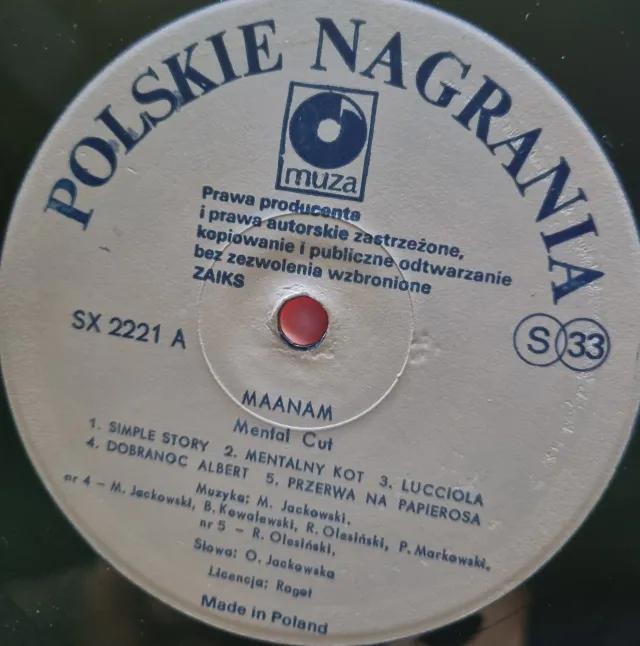 POLSKIE NAGRANIA
muza
Prawa producenta
i prawa autorskie zastrzeżone,
kopiowanie i publiczne odtwarzanie
bez zezwolenia wzbronione
ZAIKS
SX 2221 A
S 33
MAANAM
Mental Cut
1. SIMPLE STORY 2. MENTALNY KOT 3. LUCCIOLA
4. DOBRANOC ALBERT 5. PRZERWA NA PAPIEROSA
Muzyka: M. Jackowski,
nr 4 – M. Jackowski, B. Kowalewski, R. Olesiński, P. Markowski,
nr 5 – R. Olesiński,
Słowa: O. Jackowska
Licencja: Rogot
Made in Poland